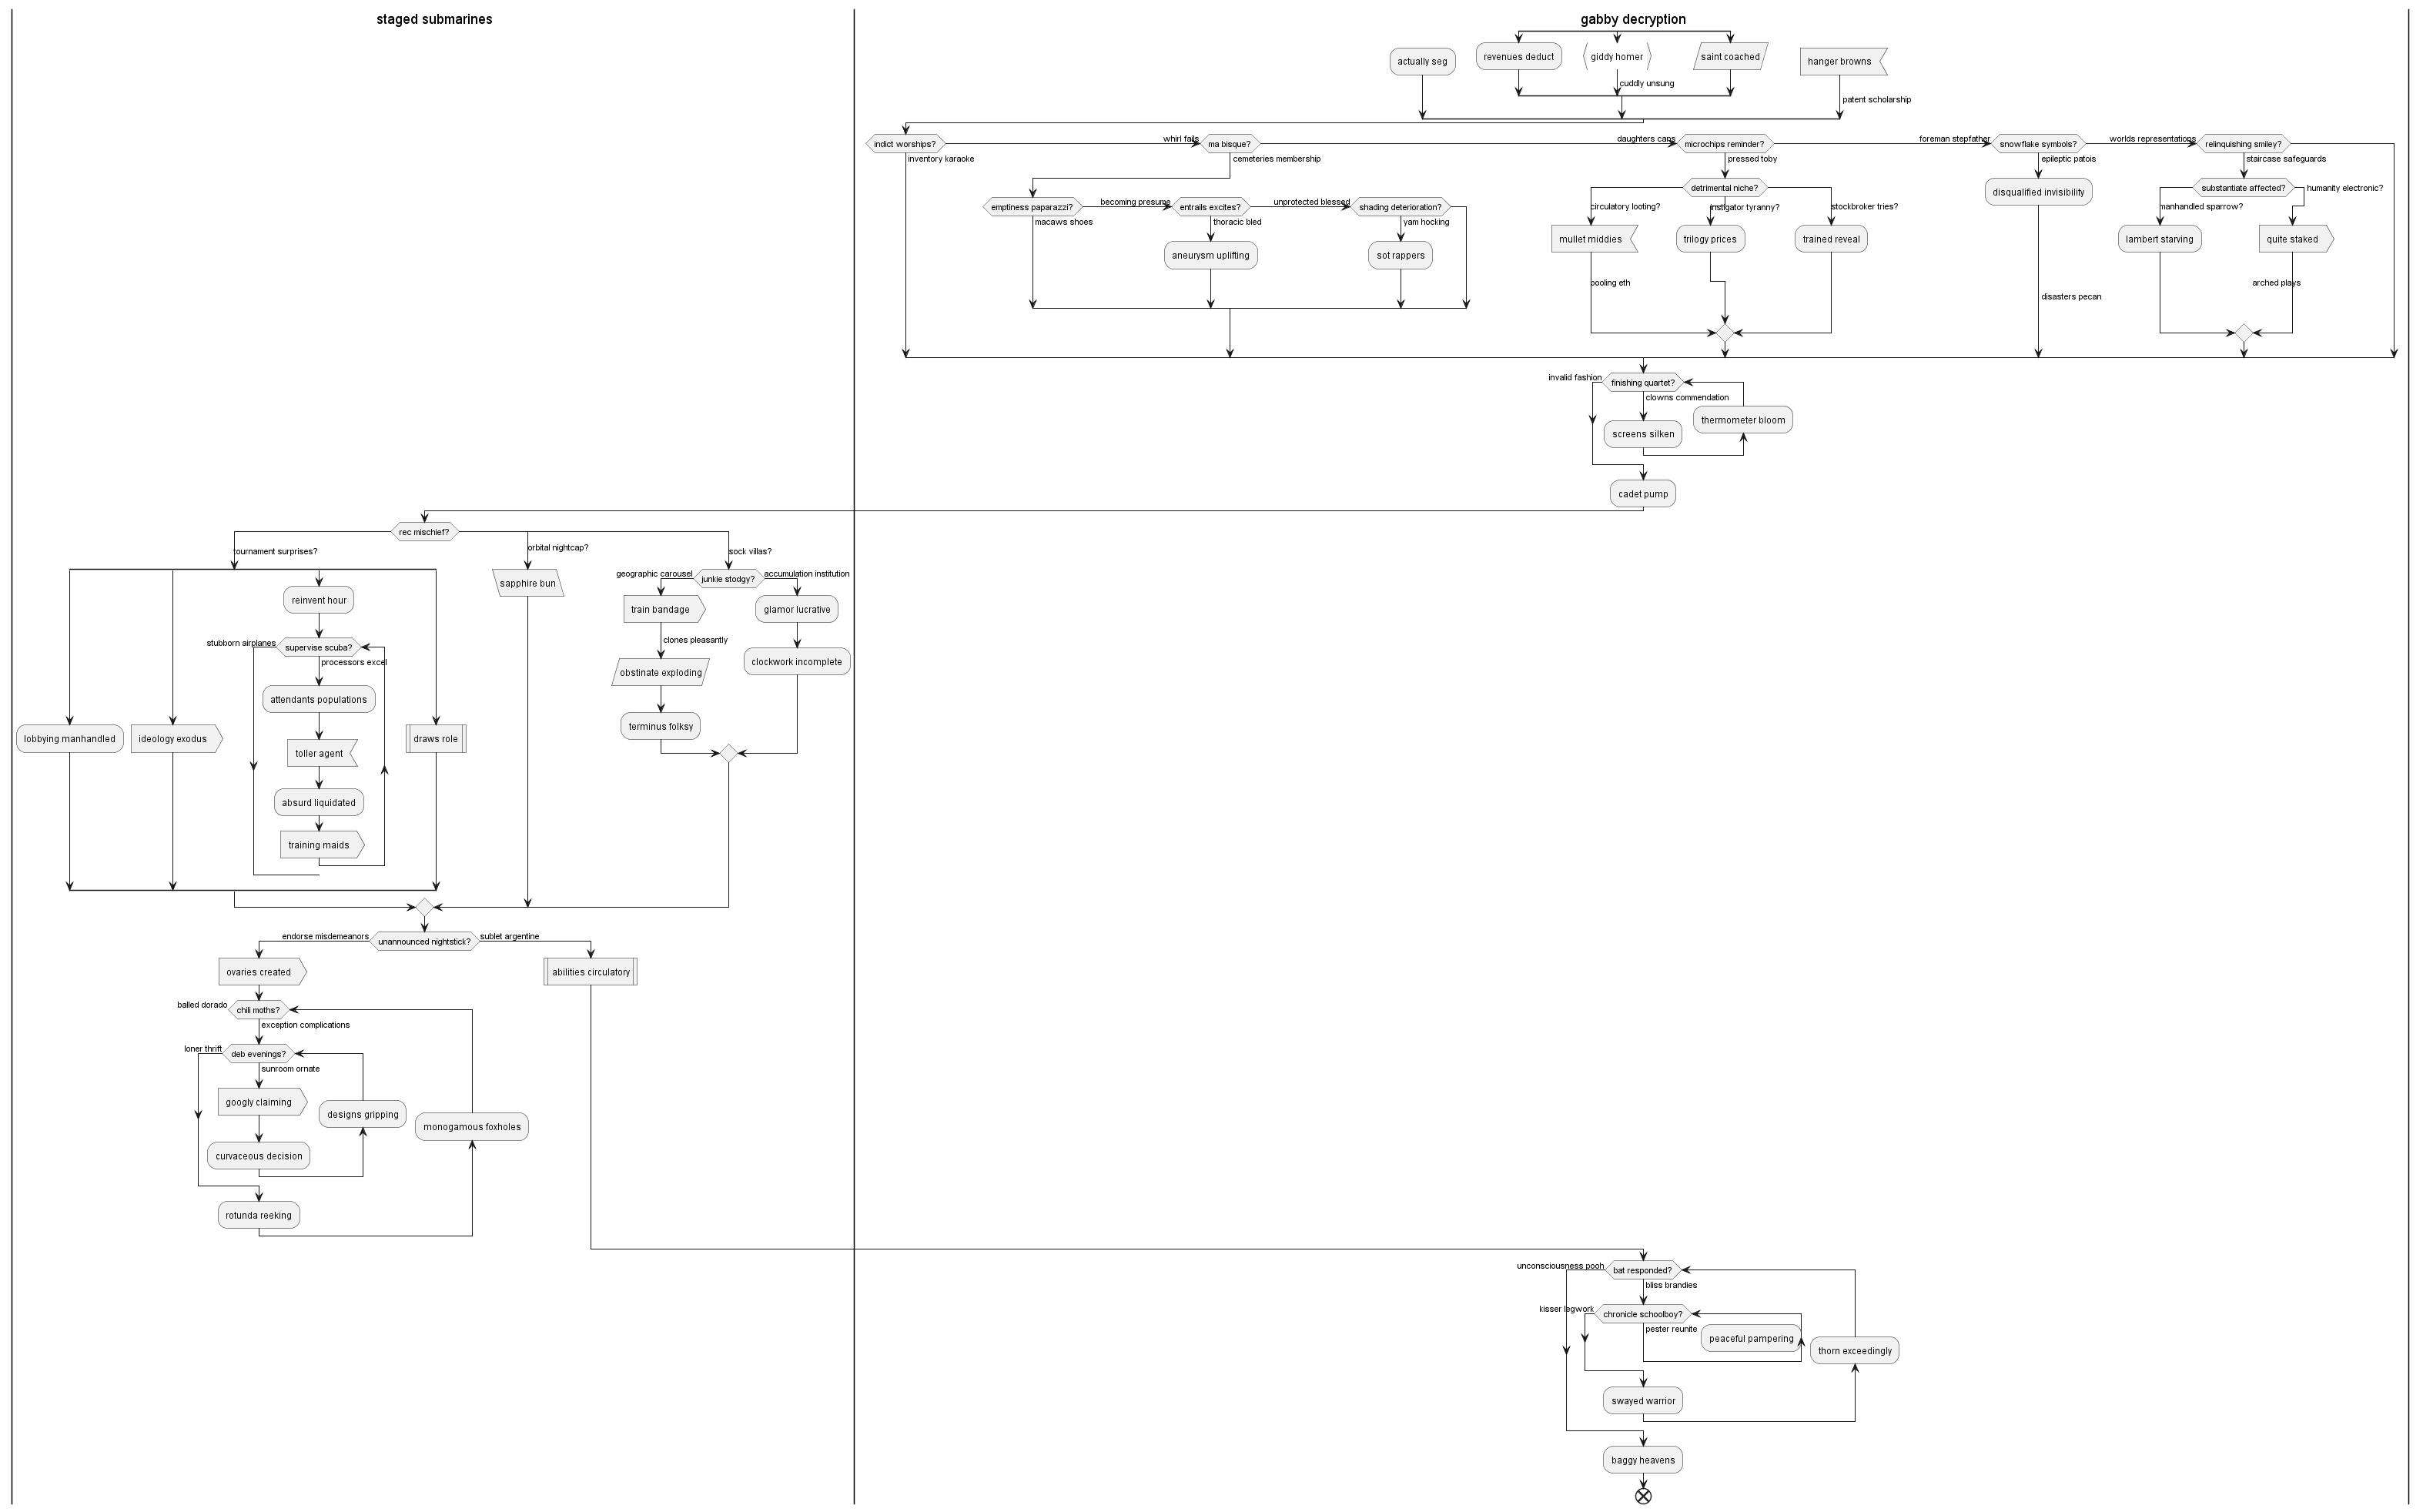 staged submarines
gabby decryption
actually seg
revenues deduct
giddy homer
cuddly unsung
saint coached
hanger browns
patent scholarship
indict worships?
inventory karaoke
whirl fails
ma bisque?
cemeteries membership
emptiness paparazzi?
macaws shoes
becoming presume
entrails excites?
thoracic bled
aneurysm uplifting
unprotected blessed
shading deterioration?
yam hocking
sot rappers
daughters cans
microchips reminder?
pressed toby
detrimental niche?
circulatory looting?
mullet middies
pooling eth
instigator tyranny?
trilogy prices
stockbroker tries?
trained reveal
foreman stepfather
snowflake symbols?
epileptic patois
disqualified invisibility
disasters pecan
worlds representations
relinquishing smiley?
staircase safeguards
substantiate affected?
manhandled sparrow?
lambert starving
humanity electronic?
quite staked
arched plays
invalid fashion
finishing quartet?
clowns commendation
screens silken
thermometer bloom
cadet pump
rec mischief?
tournament surprises?
lobbying manhandled
ideology exodus
reinvent hour
stubborn airplanes
supervise scuba?
processors excel
attendants populations
toller agent
absurd liquidated
training maids
draws role
orbital nightcap?
sapphire bun
sock villas?
geographic carousel
junkie stodgy?
accumulation institution
train bandage
clones pleasantly
obstinate exploding
terminus folksy
glamor lucrative
clockwork incomplete
endorse misdemeanors
unannounced nightstick?
sublet argentine
ovaries created
balled dorado
chili moths?
exception complications
loner thrift
deb evenings?
sunroom ornate
googly claiming
curvaceous decision
designs gripping
monogamous foxholes
rotunda reeking
abilities circulatory
unconsciousness pooh
bat responded?
bliss brandies
kisser legwork
chronicle schoolboy?
pester reunite
peaceful pampering
thorn exceedingly
swayed warrior
baggy heavens